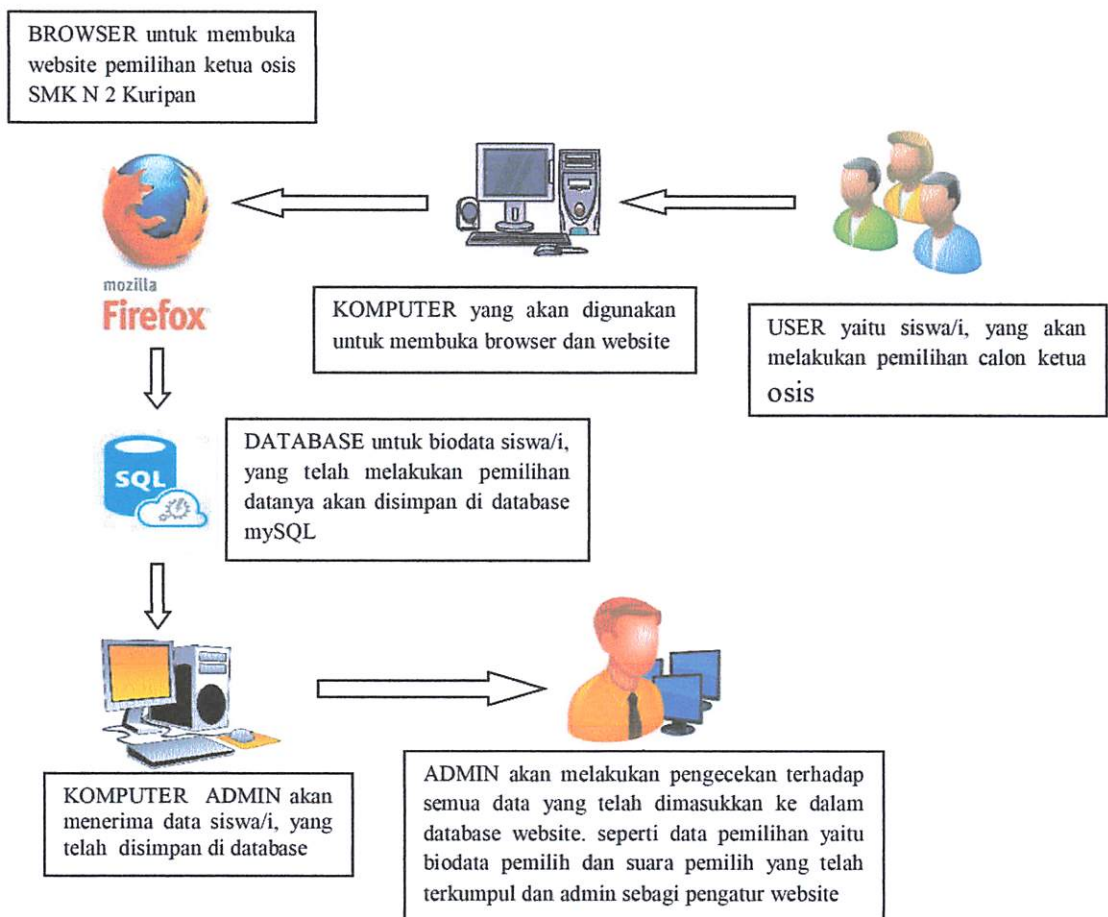 BROWSER untuk membuka
website pemilihan ketua osis
SMK N 2 Kuripan
mozilla
Firefox
KOMPUTER yang akan digunakan
untuk membuka browser dan website
USER yaitu siswa/i, yang akan
melakukan pemilihan calon ketua
osis
SQL
DATABASE untuk biodata siswa/i,
yang telah melakukan pemilihan
datanya akan disimpan di database
mySQL
KOMPUTER ADMIN akan
menerima data siswa/i, yang
telah disimpan di database
ADMIN akan melakukan pengecekan terhadap
semua data yang telah dimasukkan ke dalam
database website. seperti data pemilihan yaitu
biodata pemilih dan suara pemilih yang telah
terkumpul dan admin sebagi pengatur website